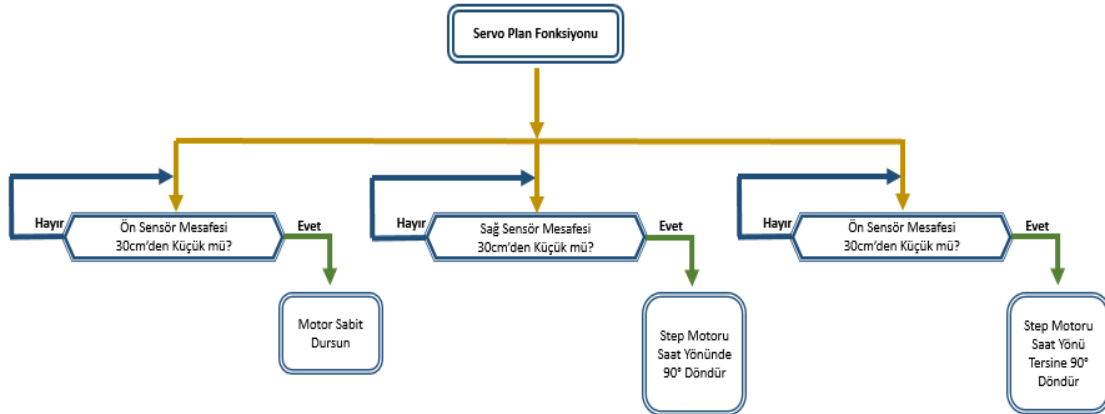 Servo Plan Fonksiyonu
Hayır
Ön Sensör Mesafesi
30cm'den Küçük mü?
Evet
Hayır
Sağ Sensör Mesafesi
30cm'den Küçük mü?
Evet
Hayır
Ön Sensör Mesafesi
30cm'den Küçük mü?
Evet
Motor Sabit
Dursun
Step Motoru
Saat Yönünde
90° Döndür
Step Motoru
Saat Yönü
Tersine 90°
Döndür